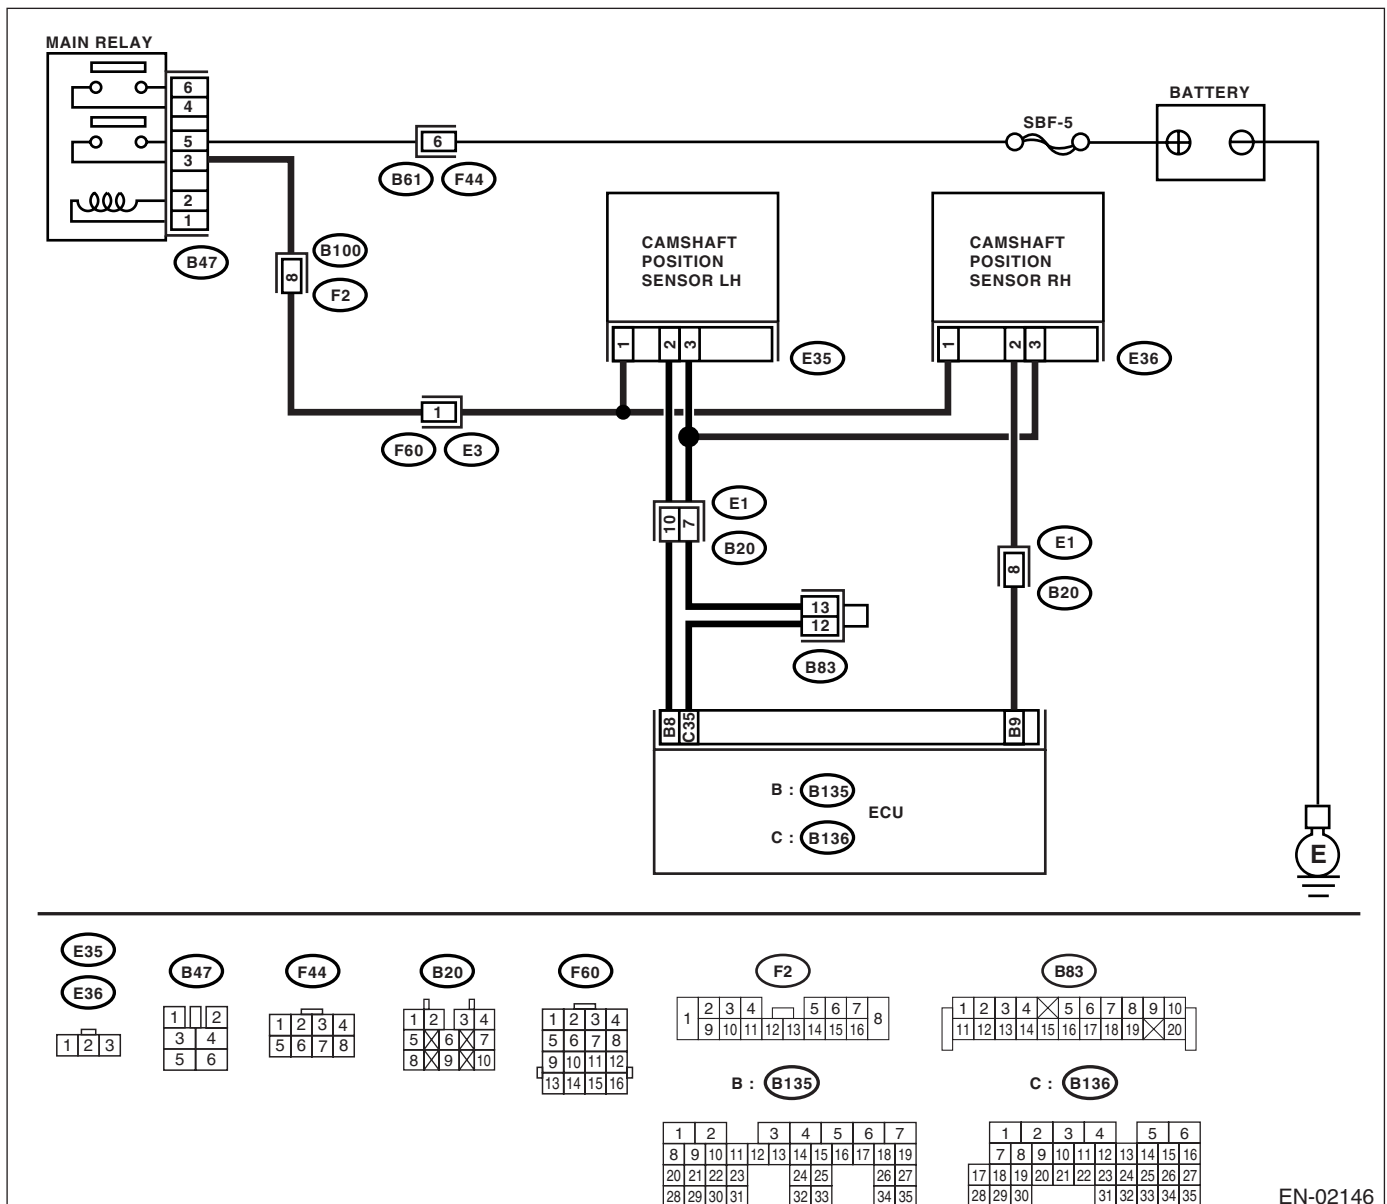 MAIN RELAY
6
4
5
3
2
1
B47
6
B61 F44
SBF-5
BATTERY
8
B100
F2
CAMSHAFT
POSITION
SENSOR LH
1 2 3
E35
CAMSHAFT
POSITION
SENSOR RH
1 2 3
E36
1
F60 E3
10 7
E1
B20
8
E1
B20
13
12
B83
B8 C35 B9
B : B135
ECU
C : B136
E
E35
E36
1 2 3
B47
1 2
3 4
5 6
F44
1 2 3 4
5 6 7 8
B20
1 2 3 4
5 6 7
8 9 10
F60
1 2 3 4
5 6 7 8
9 10 11 12
13 14 15 16
F2
1 2 3 4 5 6 7 8
9 10 11 12 13 14 15 16
B83
1 2 3 4 5 6 7 8 9 10
11 12 13 14 15 16 17 18 19 20
B : B135
1 2 3 4 5 6 7
8 9 10 11 12 13 14 15 16 17 18 19
20 21 22 23 24 25 26 27
28 29 30 31 32 33 34 35
C : B136
1 2 3 4 5 6
7 8 9 10 11 12 13 14 15 16
17 18 19 20 21 22 23 24 25 26 27
28 29 30 31 32 33 34 35
EN-02146